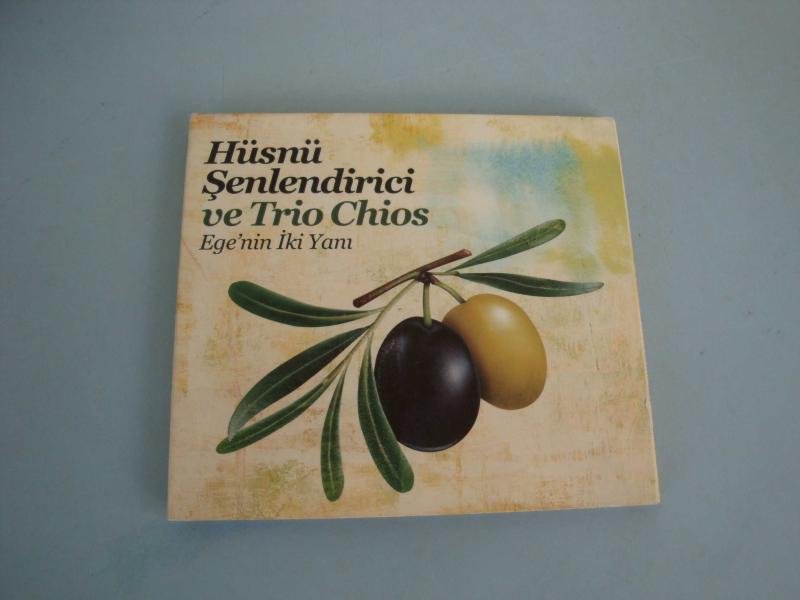 Hüsnü
Şenlendirici
ve Trio Chios
Ege'nin İki Yanı